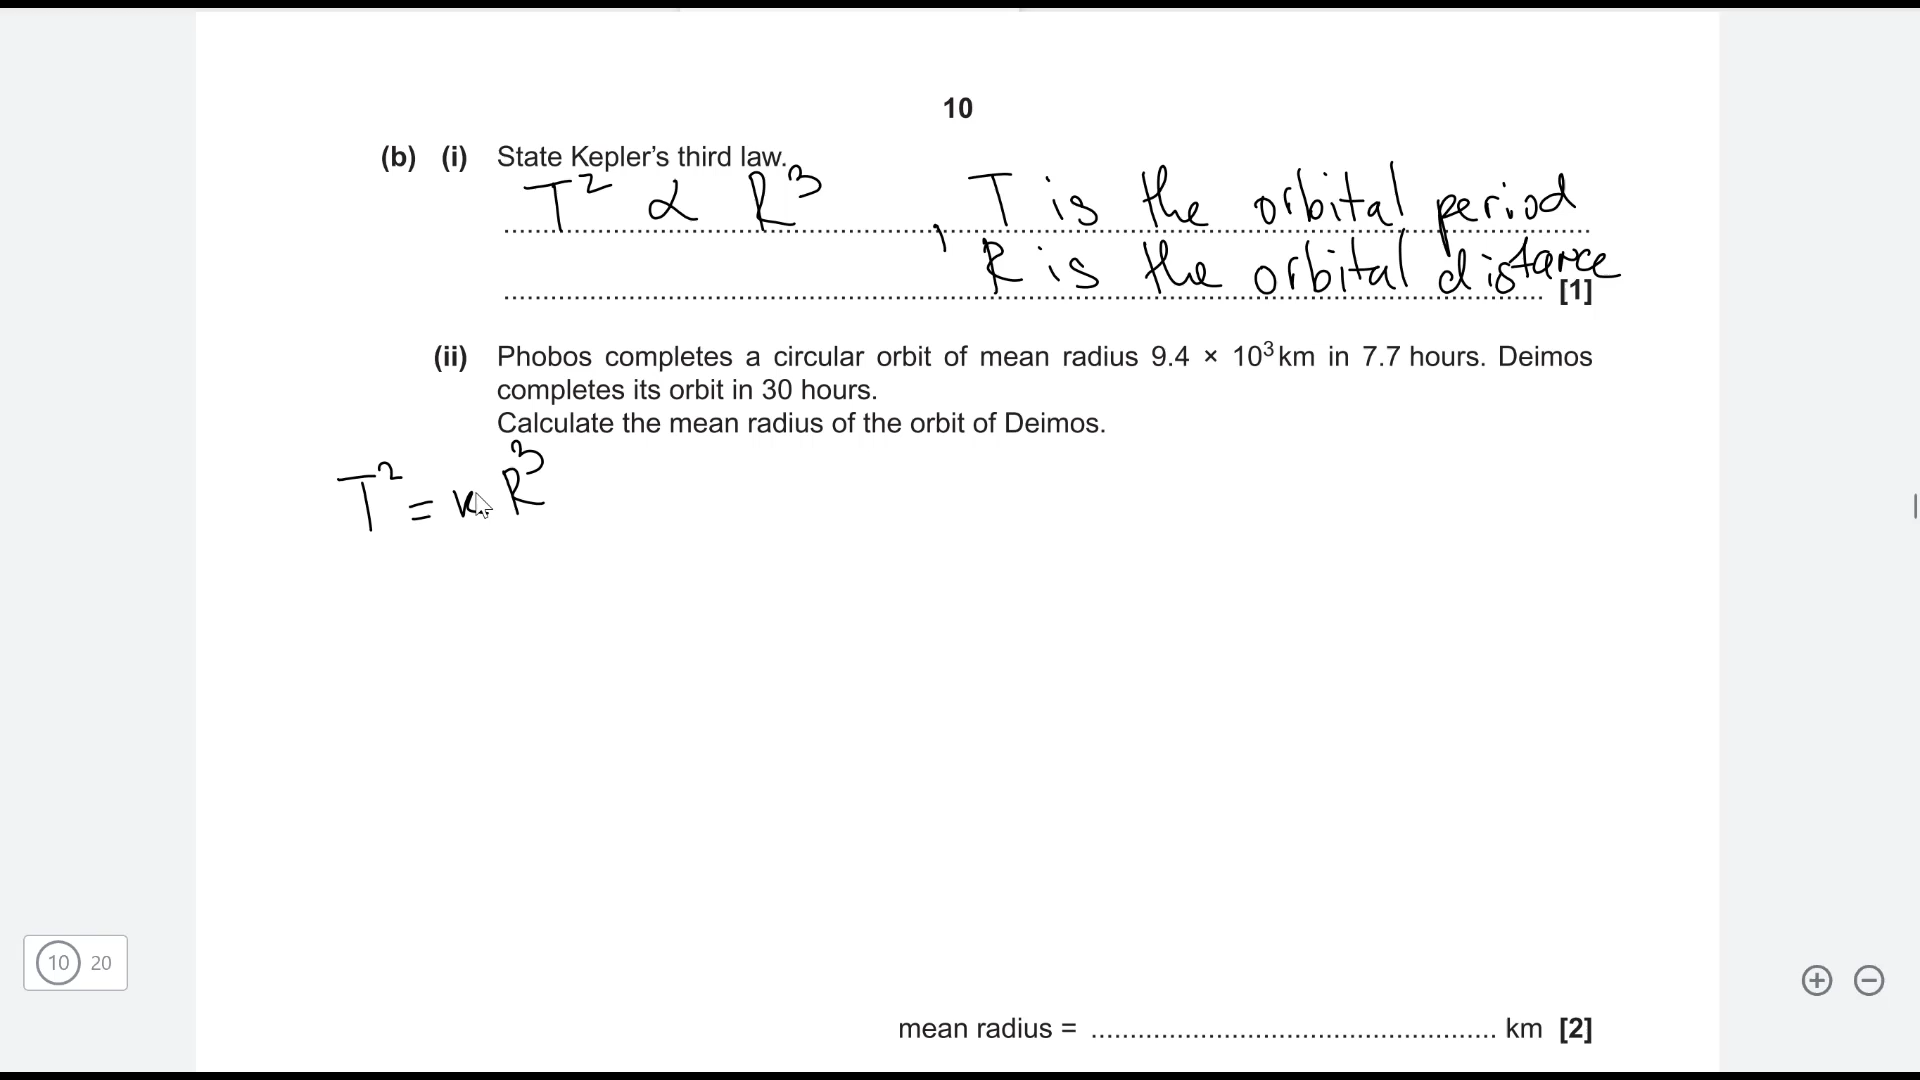 10
(b) (i) State Kepler's third law.
T² ∝ R³ , T is the orbital period
R is the orbital distance
[1]
(ii) Phobos completes a circular orbit of mean radius 9.4 × 10³ km in 7.7 hours. Deimos
completes its orbit in 30 hours.
Calculate the mean radius of the orbit of Deimos.
T² = k R³
10 20
mean radius = .................................................... km [2]